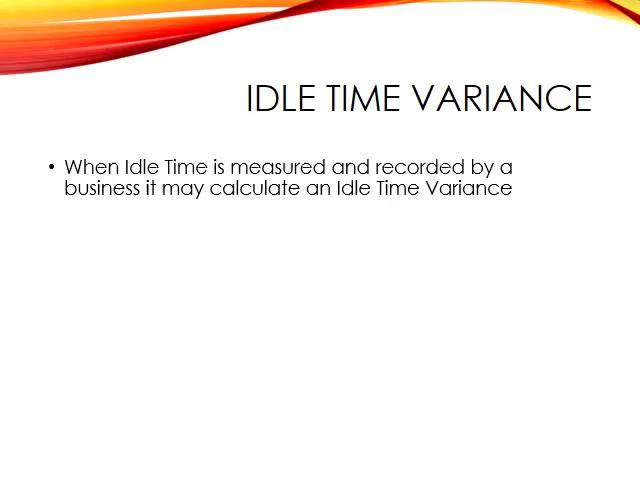 IDLE TIME VARIANCE
• When Idle Time is measured and recorded by a
business it may calculate an Idle Time Variance